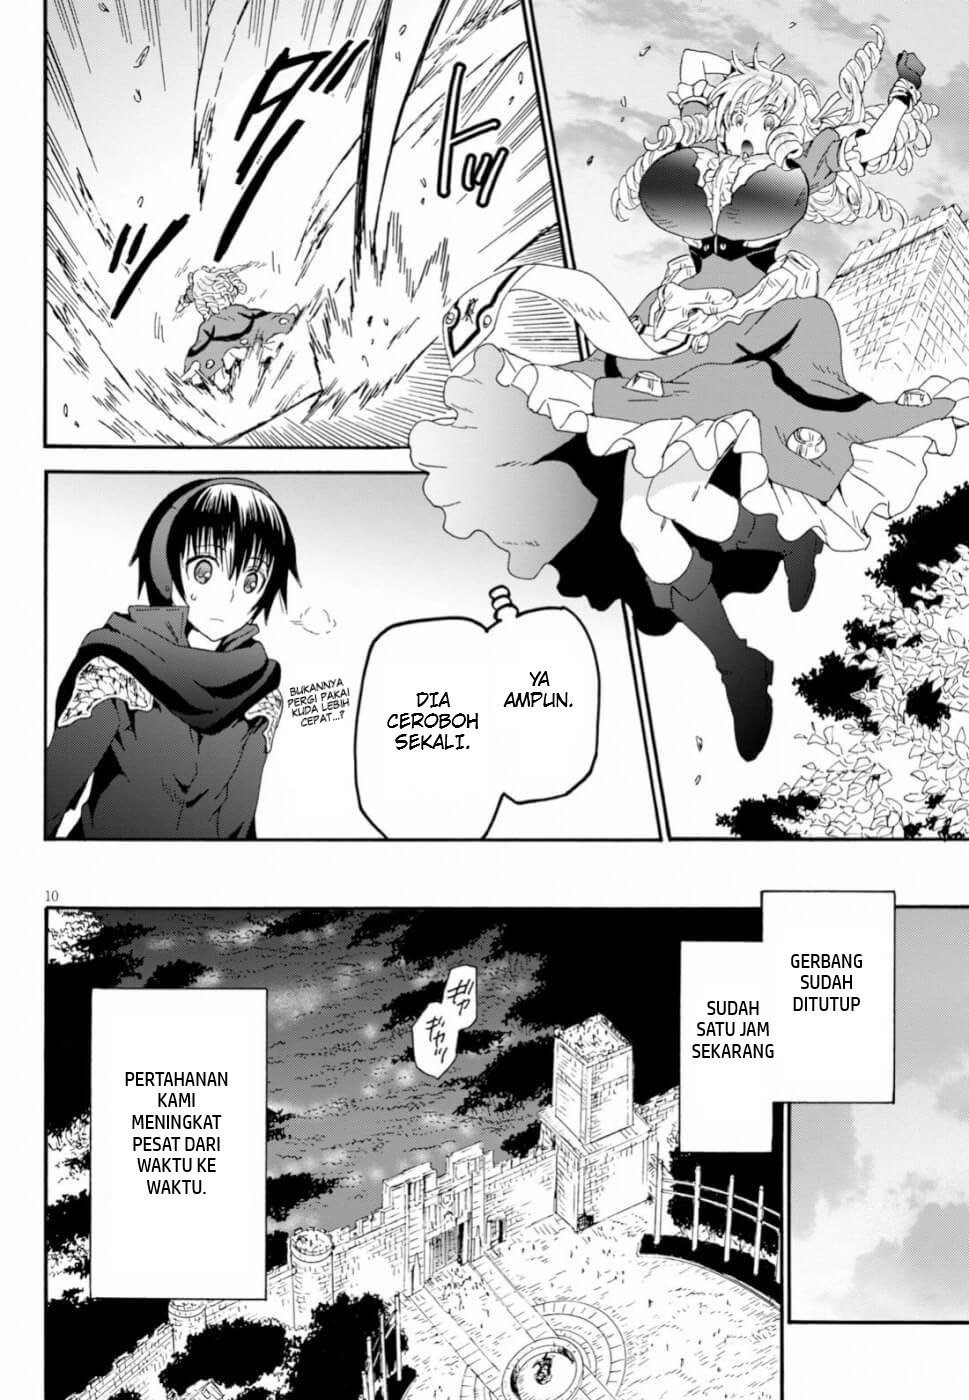 ドッ
ダッ
YA
AMPUN.
DIA
CEROBOH
SEKALI.
BUKANNYA
PERGI PAKAI
KUDA LEBIH
CEPAT...?
10
GERBANG
SUDAH
DITUTUP
SUDAH
SATU JAM
SEKARANG
ギャ
ギャッ
PERTAHANAN
KAMI
MENINGKAT
PESAT DARI
WAKTU KE
WAKTU.